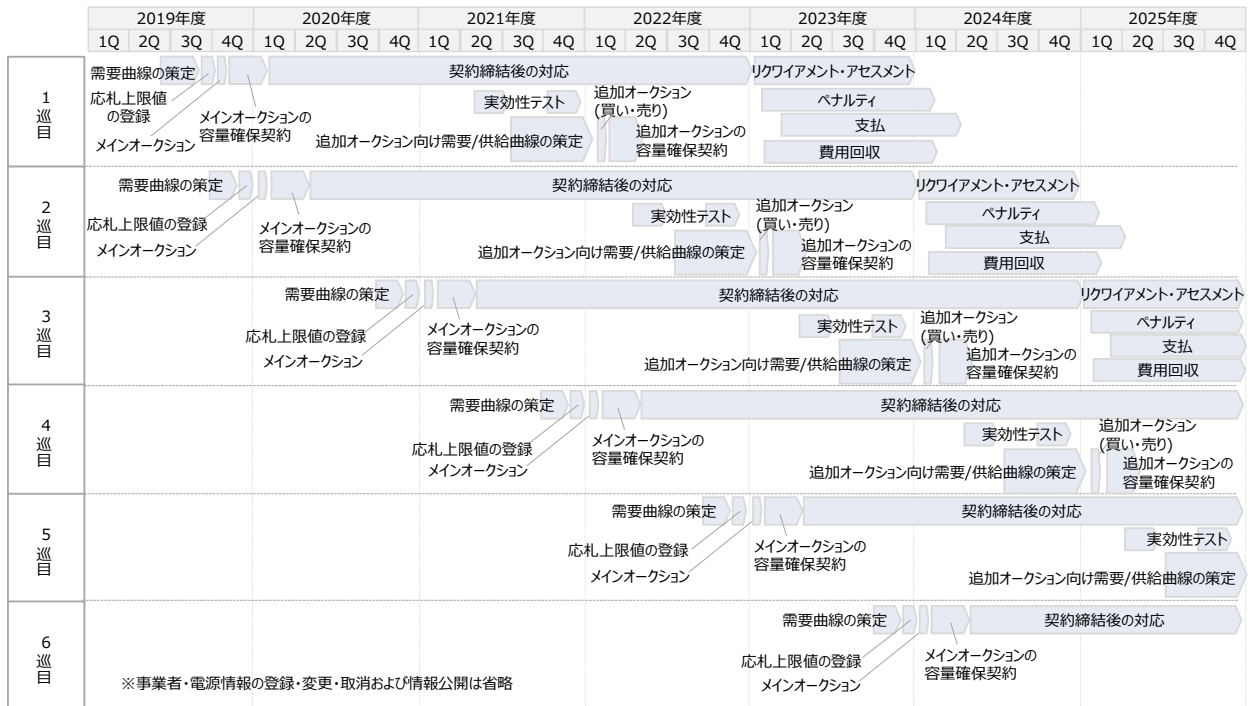 2019年度 2020年度 2021年度 2022年度 2023年度 2024年度 2025年度
1Q 2Q 3Q 4Q 1Q 2Q 3Q 4Q 1Q 2Q 3Q 4Q 1Q 2Q 3Q 4Q 1Q 2Q 3Q 4Q 1Q 2Q 3Q 4Q 1Q 2Q 3Q 4Q
1巡目
需要曲線の策定
契約締結後の対応
リクワイアメント・アセスメント
応札上限値
の登録
メインオークション
メインオークションの
容量確保契約
実効性テスト
追加オークション向け需要/供給曲線の策定
追加オークション
(買い・売り)
追加オークションの
容量確保契約
ペナルティ
支払
費用回収
2巡目
需要曲線の策定
契約締結後の対応
リクワイアメント・アセスメント
応札上限値の登録
メインオークション
メインオークションの
容量確保契約
実効性テスト
追加オークション向け需要/供給曲線の策定
追加オークション
(買い・売り)
追加オークションの
容量確保契約
ペナルティ
支払
費用回収
3巡目
需要曲線の策定
契約締結後の対応
リクワイアメント・アセスメント
応札上限値の登録
メインオークション
メインオークションの
容量確保契約
実効性テスト
追加オークション向け需要/供給曲線の策定
追加オークション
(買い・売り)
追加オークションの
容量確保契約
ペナルティ
支払
費用回収
4巡目
需要曲線の策定
契約締結後の対応
応札上限値の登録
メインオークション
メインオークションの
容量確保契約
実効性テスト
追加オークション向け需要/供給曲線の策定
追加オークション
(買い・売り)
追加オークションの
容量確保契約
5巡目
需要曲線の策定
契約締結後の対応
応札上限値の登録
メインオークション
メインオークションの
容量確保契約
実効性テスト
追加オークション向け需要/供給曲線の策定
6巡目
需要曲線の策定
契約締結後の対応
応札上限値の登録
メインオークション
メインオークションの
容量確保契約
※事業者・電源情報の登録・変更・取消および情報公開は省略